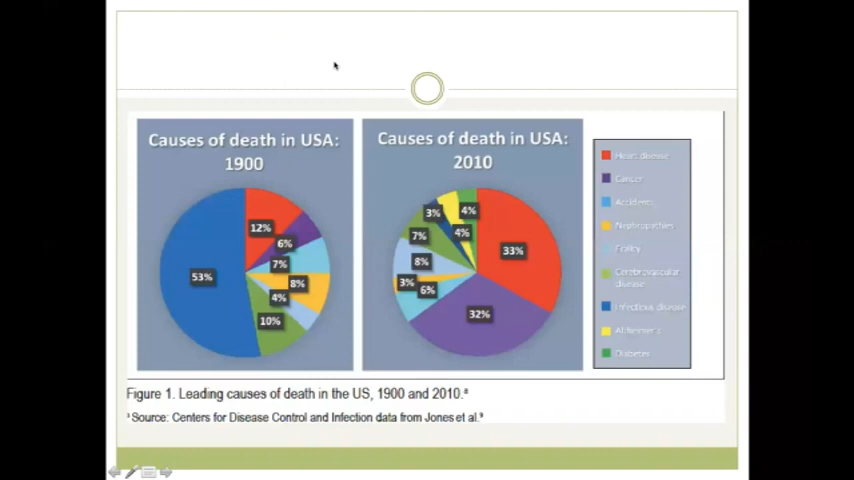 Causes of death in USA:
1900
12%
6%
7%
53%
8%
4%
10%
Causes of death in USA:
2010
3%
4%
7%
4%
33%
8%
3%
6%
32%
Heart disease
Cancer
Accidents
Nephropathies
Frailty
Cerebrovascular
disease
Infectious disease
Alzheimer's
Diabetes
Figure 1. Leading causes of death in the US, 1900 and 2010.
Source: Centers for Disease Control and Infection data from Jones et al.